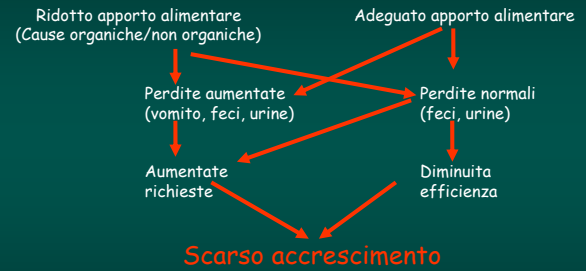 Ridotto apporto alimentare
(Cause organiche/non organiche)
Adeguato apporto alimentare
Perdite aumentate
(vomito, feci, urine)
Perdite normali
(feci, urine)
Aumentate
richieste
Diminuita
efficienza
Scarso accrescimento